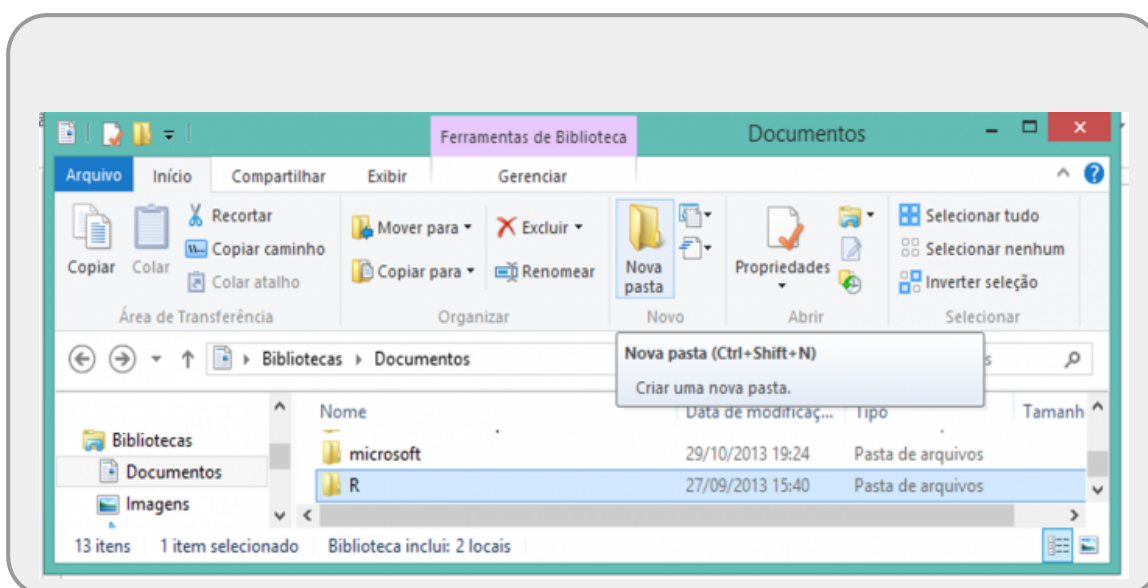 Ferramentas de Biblioteca Documentos
Arquivo Início Compartilhar Exibir Gerenciar
Copiar
Colar
Recortar
Copiar caminho
Colar atalho
Área de Transferência
Mover para
Copiar para
Excluir
Renomear
Organizar
Nova
pasta
Novo
Propriedades
Abrir
Selecionar tudo
Selecionar nenhum
Inverter seleção
Selecionar
Bibliotecas Documentos
Nova pasta (Ctrl+Shift+N)
Criar uma nova pasta.
Bibliotecas
Documentos
Imagens
Nome Data de modificaç... Tipo Tamanh
microsoft 29/10/2013 19:24 Pasta de arquivos
R 27/09/2013 15:40 Pasta de arquivos
13 itens 1 item selecionado Biblioteca inclui: 2 locais